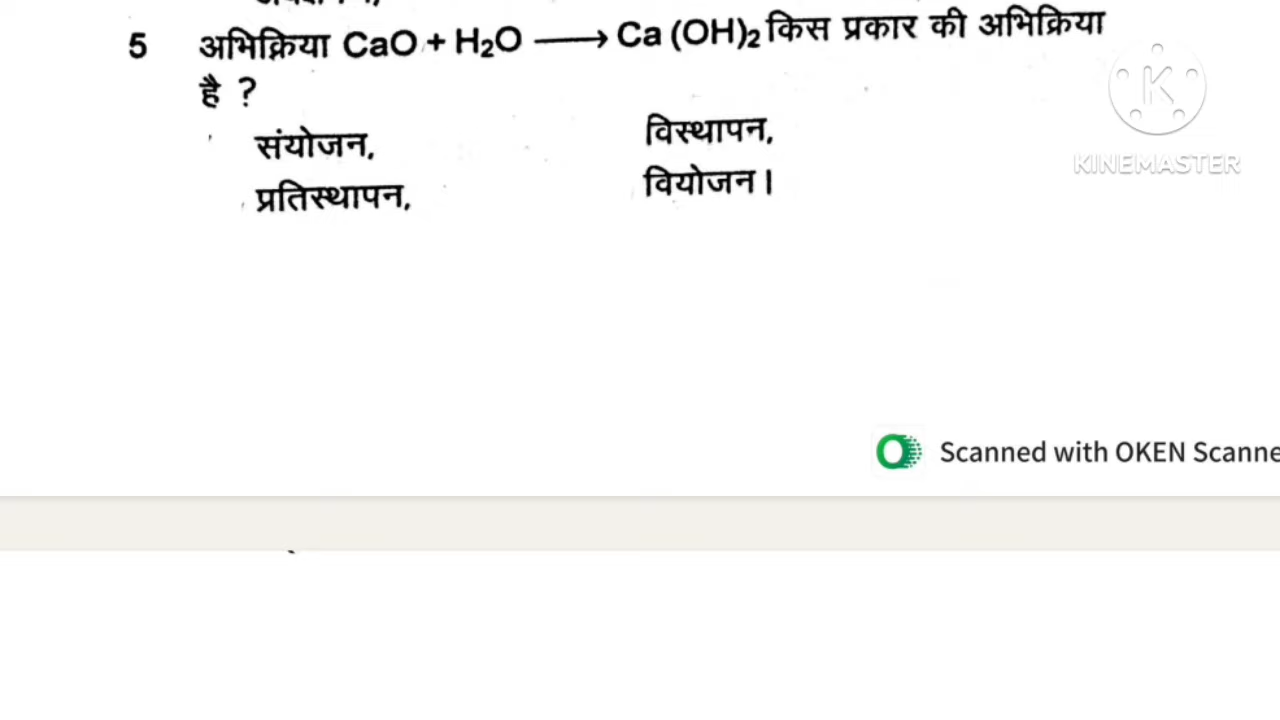 5 अभिक्रिया CaO + H₂O ⟶ Ca (OH)₂ किस प्रकार की अभिक्रिया
है ?
संयोजन, विस्थापन,
प्रतिस्थापन, वियोजन।
KINEMASTER
Scanned with OKEN Scanne